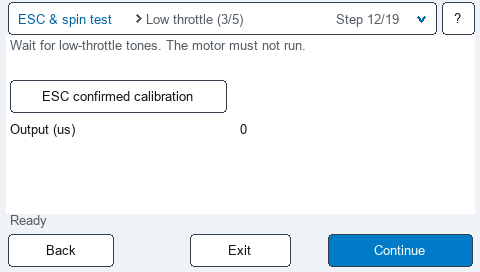 ESC & spin test > Low throttle (3/5) Step 12/19 ?
Wait for low-throttle tones. The motor must not run.
ESC confirmed calibration
Output (us) 0
Ready
Back Exit Continue